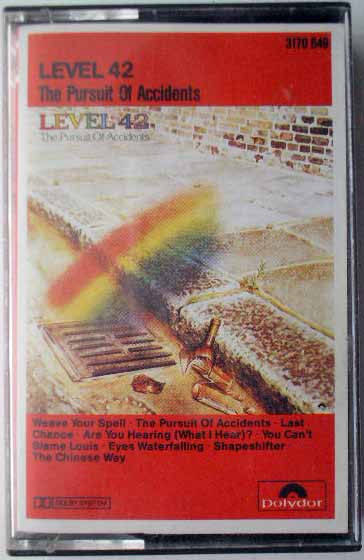 3170 649
LEVEL 42
The Pursuit Of Accidents
LEVEL 42
The Pursuit Of Accidents
Weave Your Spell · The Pursuit Of Accidents · Last
Chance · Are You Hearing (What I Hear)? · You Can't
Blame Louis · Eyes Waterfalling · Shapeshifter ·
The Chinese Way
DOLBY SYSTEM
polydor